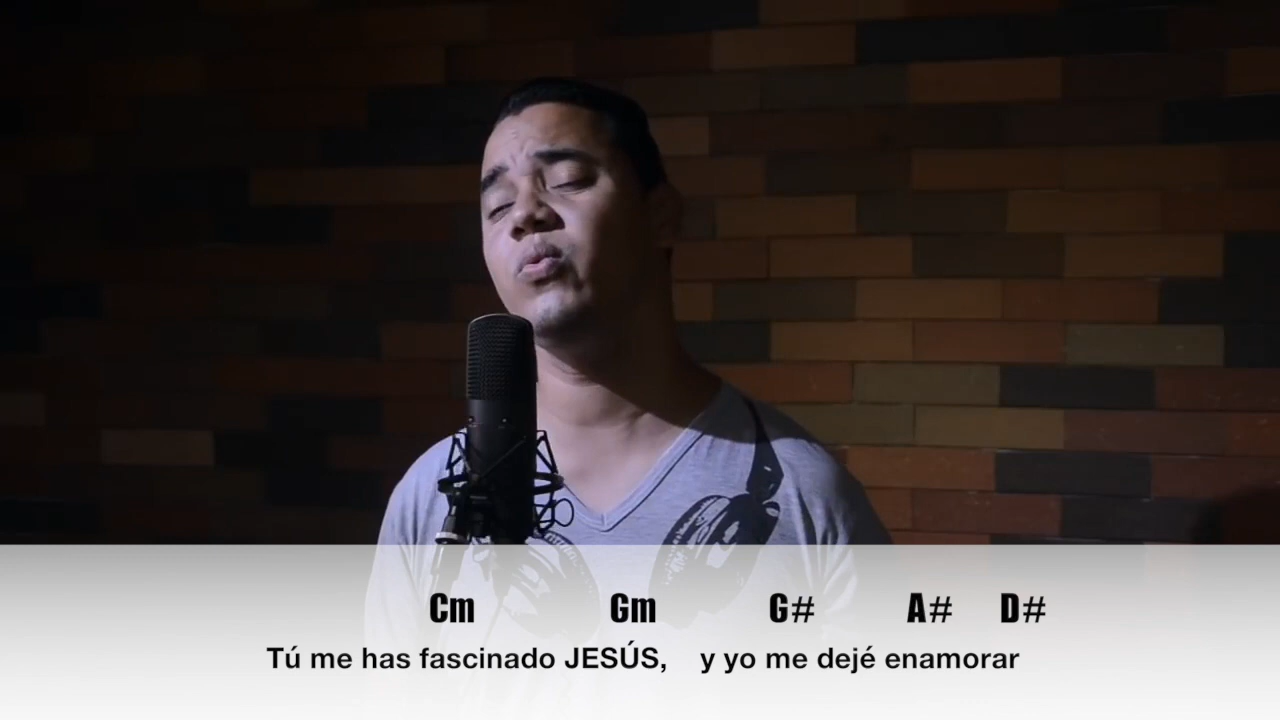 Cm Gm G# A# D#
Tú me has fascinado JESÚS, y yo me dejé enamorar